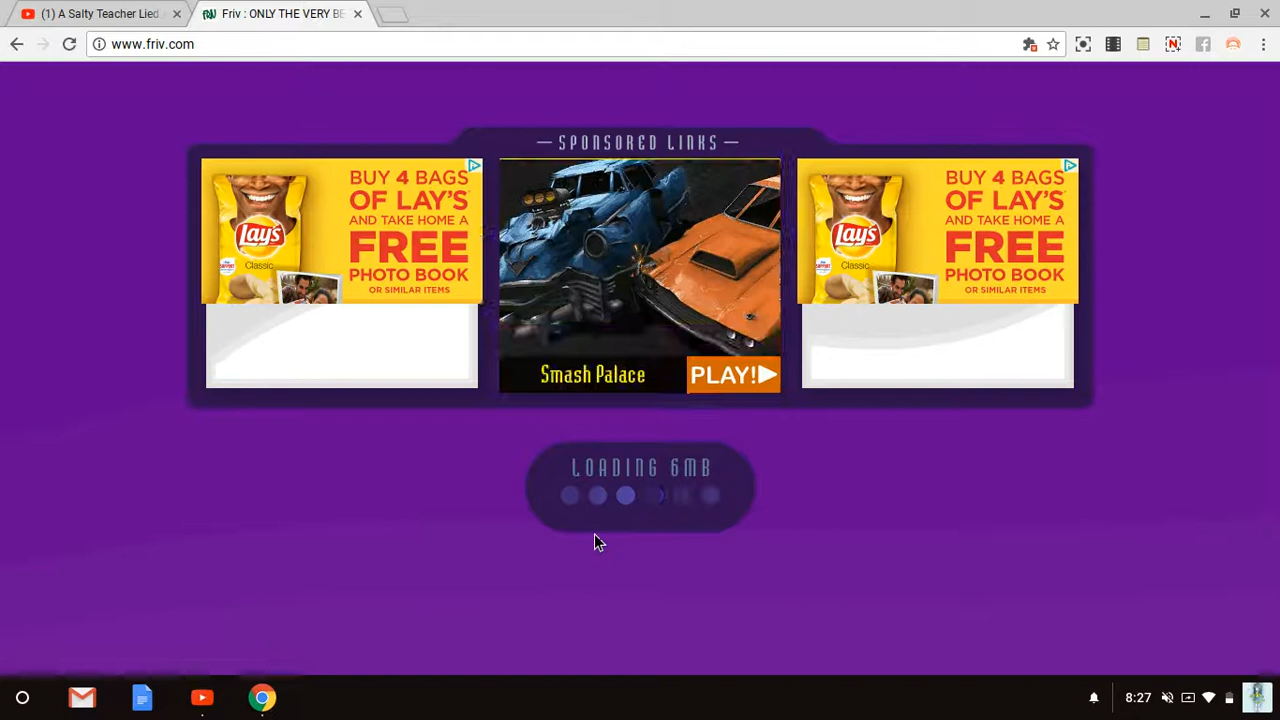 (1) A Salty Teacher Lied
Friv : ONLY THE VERY BE
www.friv.com
— SPONSORED LINKS —
BUY 4 BAGS
OF LAY'S
AND TAKE HOME A
FREE
PHOTO BOOK
OR SIMILAR ITEMS
Lay's
Classic
Smash Palace
PLAY!
BUY 4 BAGS
OF LAY'S
AND TAKE HOME A
FREE
PHOTO BOOK
OR SIMILAR ITEMS
Lay's
Classic
LOADING 6MB
8:27